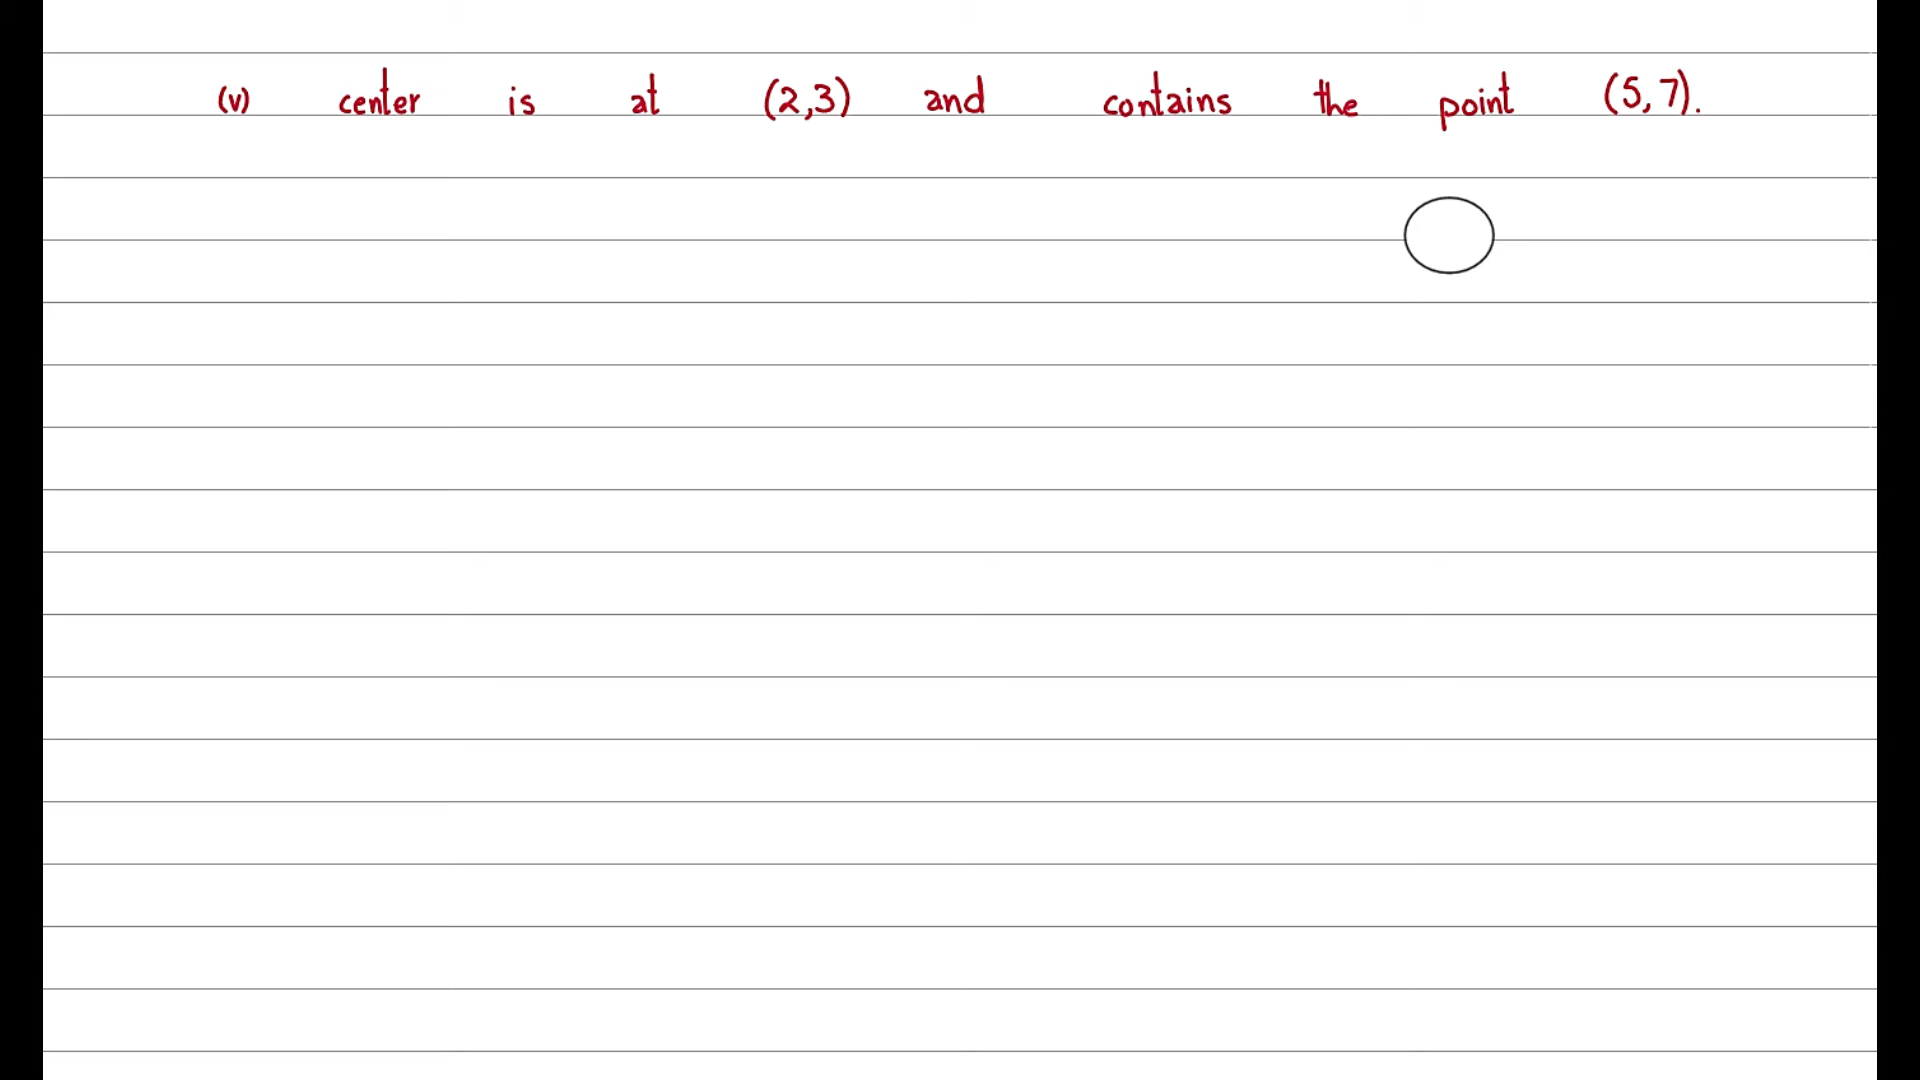 (v) center is at (2,3) and contains the point (5,7).